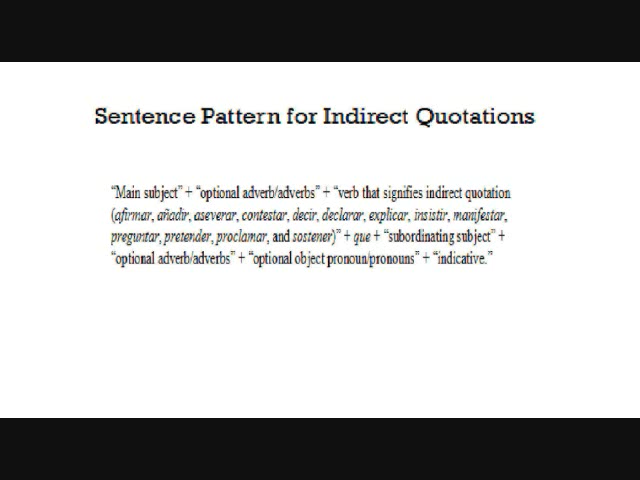 Sentence Pattern for Indirect Quotations
“Main subject” + “optional adverb/adverbs” + “verb that signifies indirect quotation
(afirmar, añadir, aseverar, contestar, decir, declarar, explicar, insistir, manifestar,
preguntar, pretender, proclamar, and sostener)” + que + “subordinating subject” +
“optional adverb/adverbs” + “optional object pronoun/pronouns” + “indicative.”